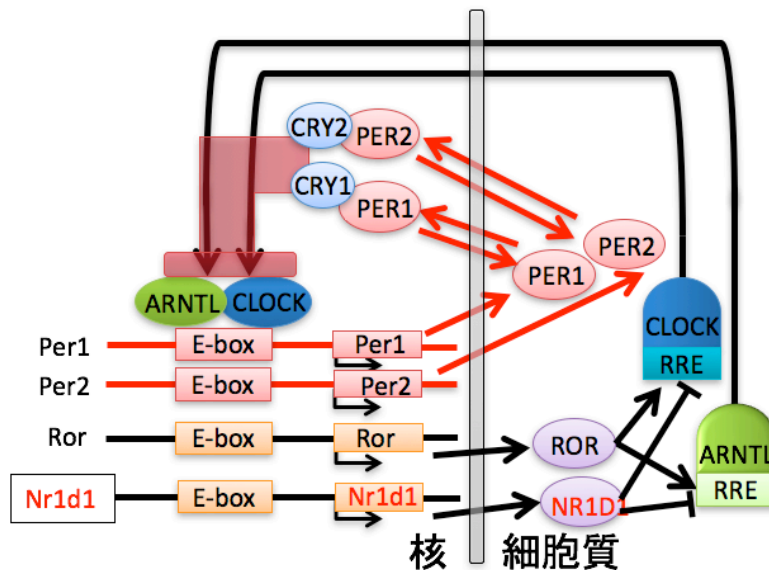 CRY2
PER2
CRY1
PER1
PER2
PER1
ARNTL
CLOCK
CLOCK
RRE
Per1
E-box
Per1
Per2
E-box
Per2
Ror
E-box
Ror
ROR
ARNTL
RRE
Nr1d1
E-box
Nr1d1
NR1D1
核
細胞質